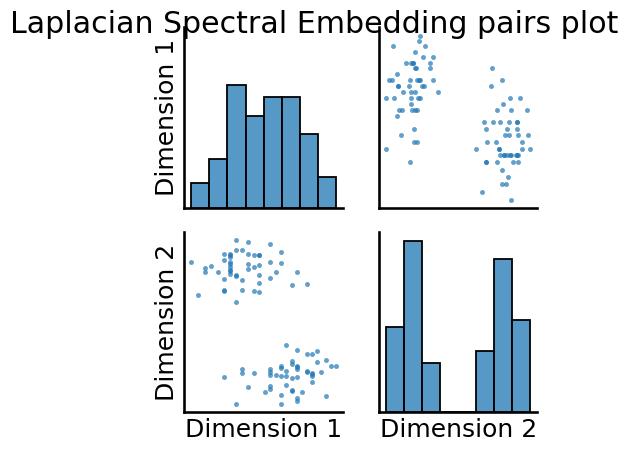 Laplacian Spectral Embedding pairs plot
Dimension 1
Dimension 2
Dimension 1
Dimension 2